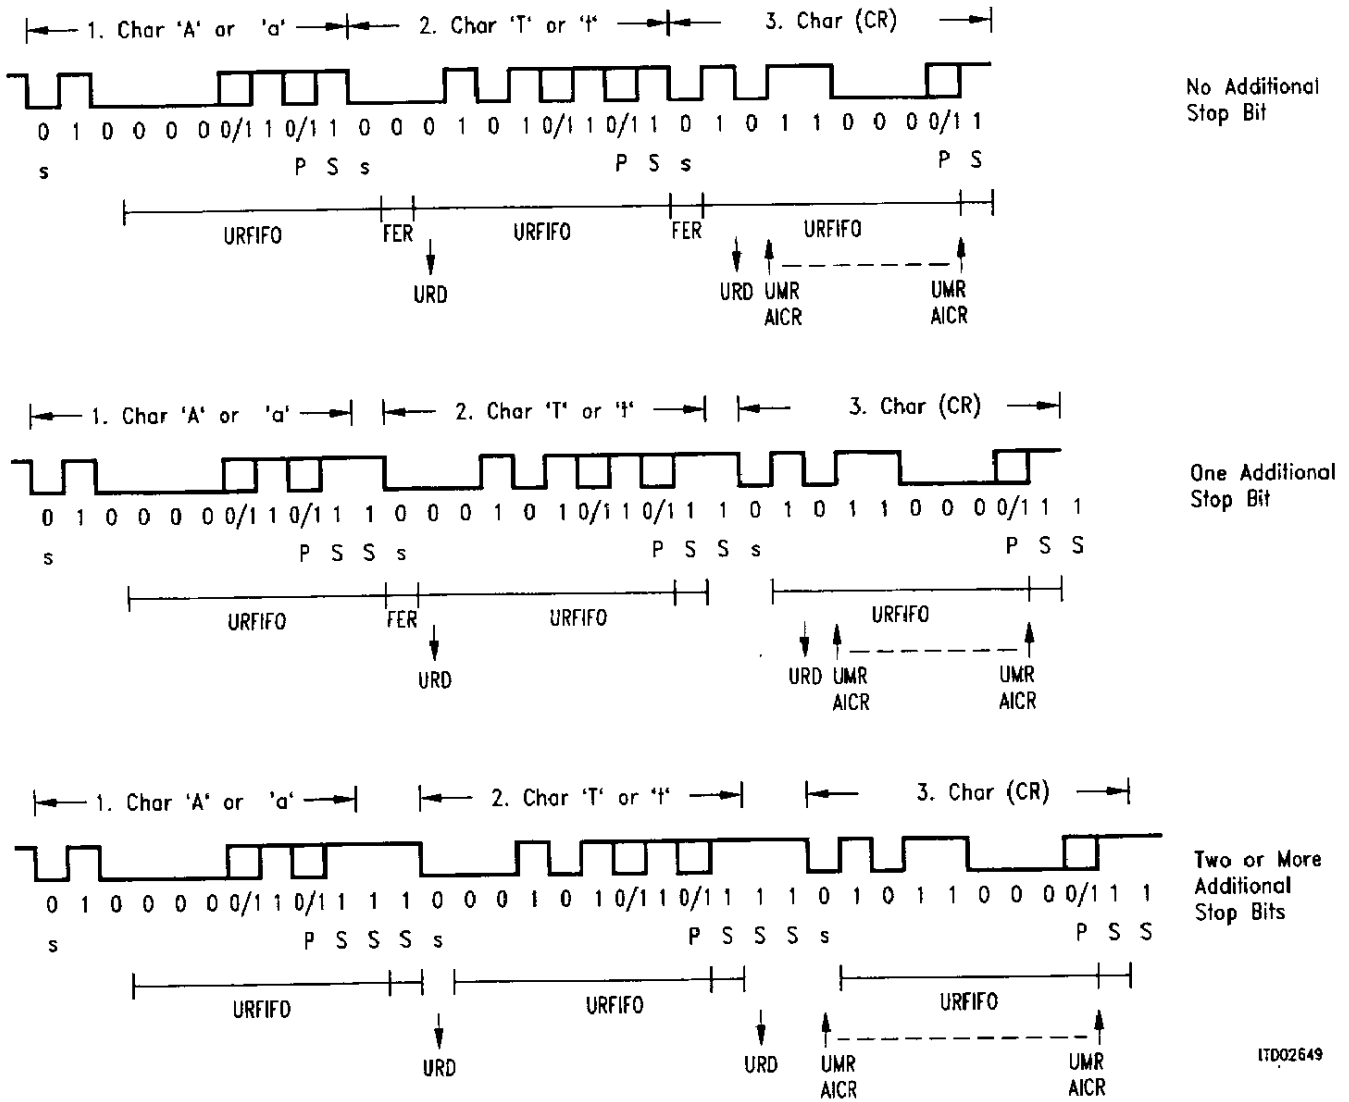 1. Char 'A' or 'a' 2. Char 'T' or 't' 3. Char (CR)
No Additional
Stop Bit
0 1 0 0 0 0 0/1 1 0/1 1 0 0 0 1 0 1 0/1 1 0/1 1 0 1 0 1 1 0 0 0 0/1 1
s P S s P S s P S
URFIFO FER URFIFO FER URFIFO
URD URD UMR UMR
AICR AICR
1. Char 'A' or 'a' 2. Char 'T' or 't' 3. Char (CR)
One Additional
Stop Bit
0 1 0 0 0 0 0/1 1 0/1 1 1 0 0 0 1 0 1 0/1 1 0/1 1 1 0 1 0 1 1 0 0 0 0/1 1 1
s P S S s P S S s P S S
URFIFO FER URFIFO URFIFO
URD URD UMR UMR
AICR AICR
1. Char 'A' or 'a' 2. Char 'T' or 't' 3. Char (CR)
Two or More
Additional
Stop Bits
0 1 0 0 0 0 0/1 1 0/1 1 1 1 0 0 0 1 0 1 0/1 1 0/1 1 1 1 0 1 0 1 1 0 0 0 0/1 1 1
s P S S S s P S S S s P S S
URFIFO URFIFO URFIFO
URD URD UMR UMR
AICR AICR
ITD02649